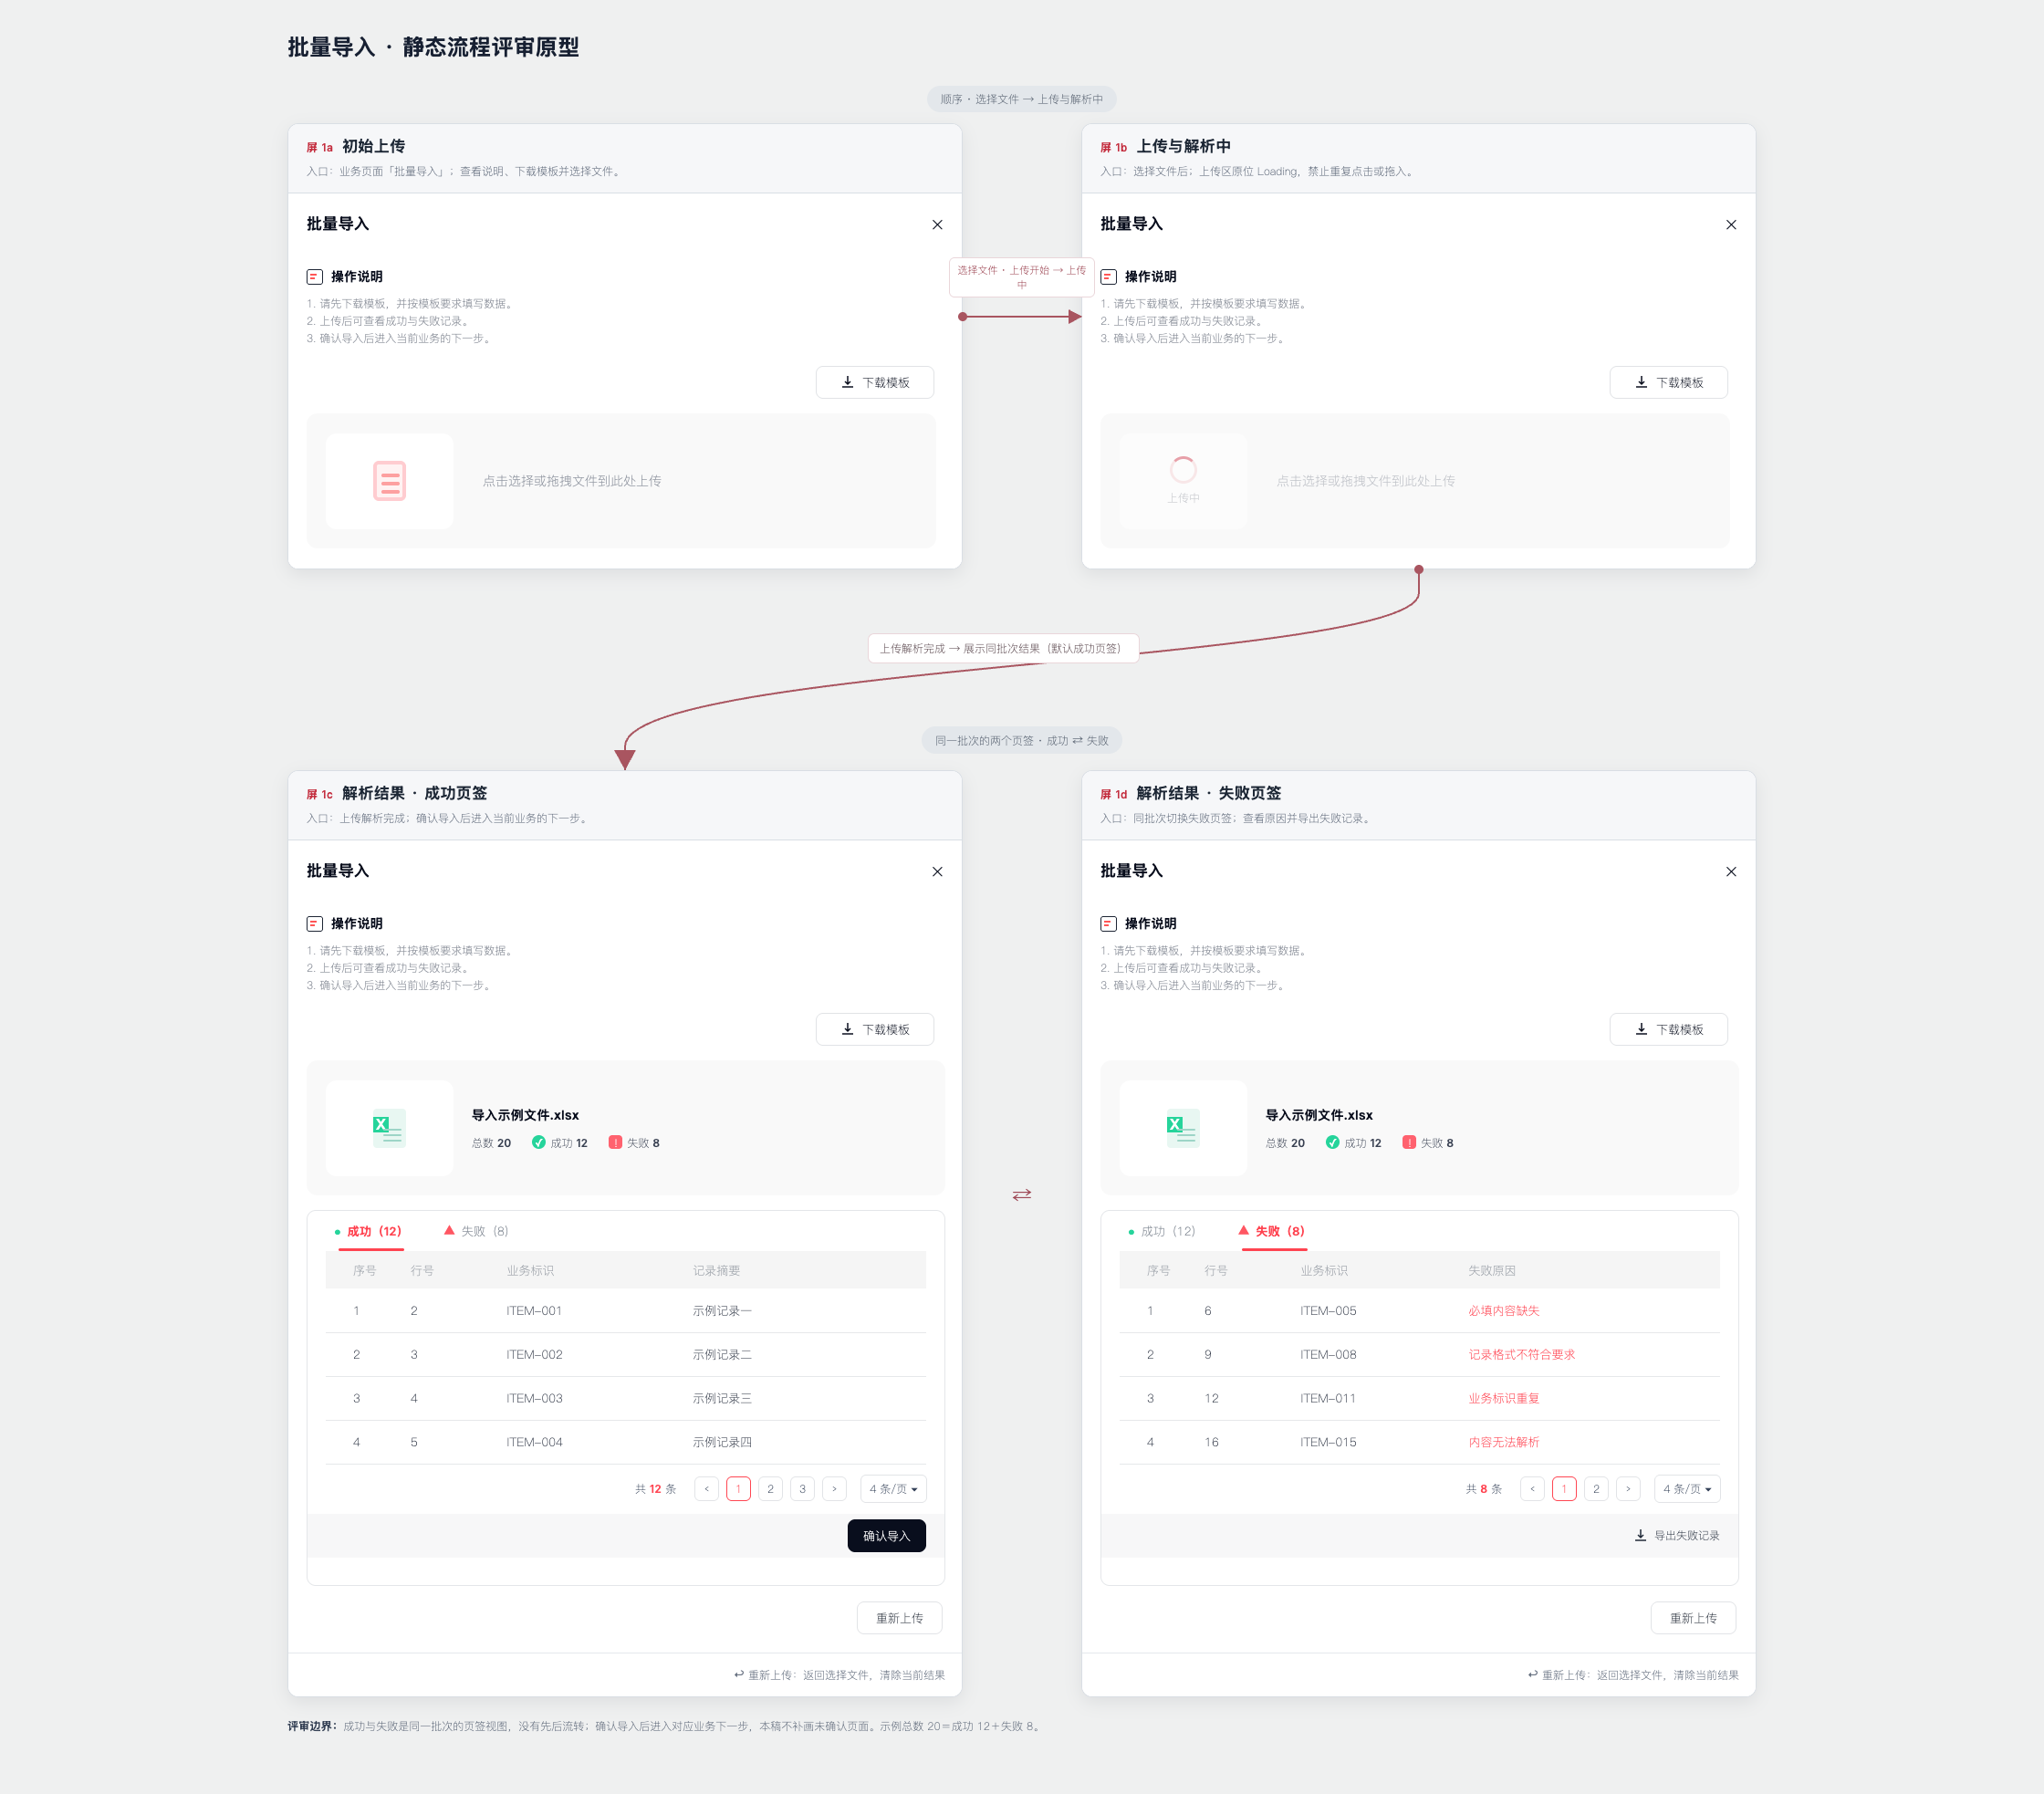 批量导入 · 静态流程评审原型
顺序 · 选择文件 → 上传与解析中
屏 1a 初始上传
入口：业务页面「批量导入」；查看说明、下载模板并选择文件。
批量导入
操作说明
1. 请先下载模板，并按模板要求填写数据。
2. 上传后可查看成功与失败记录。
3. 确认导入后进入当前业务的下一步。
下载模板
点击选择或拖拽文件到此处上传
选择文件 · 上传开始 → 上传
中
屏 1b 上传与解析中
入口：选择文件后；上传区原位 Loading，禁止重复点击或拖入。
批量导入
操作说明
1. 请先下载模板，并按模板要求填写数据。
2. 上传后可查看成功与失败记录。
3. 确认导入后进入当前业务的下一步。
下载模板
上传中
点击选择或拖拽文件到此处上传
上传解析完成 → 展示同批次结果（默认成功页签）
同一批次的两个页签 · 成功 ⇄ 失败
屏 1c 解析结果 · 成功页签
入口：上传解析完成；确认导入后进入当前业务的下一步。
批量导入
操作说明
1. 请先下载模板，并按模板要求填写数据。
2. 上传后可查看成功与失败记录。
3. 确认导入后进入当前业务的下一步。
下载模板
导入示例文件.xlsx
总数 20 成功 12 失败 8
成功（12） 失败（8）
序号 行号 业务标识 记录摘要
1 2 ITEM-001 示例记录一
2 3 ITEM-002 示例记录二
3 4 ITEM-003 示例记录三
4 5 ITEM-004 示例记录四
共 12 条 ‹ 1 2 3 › 4 条/页
确认导入
重新上传
↩ 重新上传：返回选择文件，清除当前结果
⇄
屏 1d 解析结果 · 失败页签
入口：同批次切换失败页签；查看原因并导出失败记录。
批量导入
操作说明
1. 请先下载模板，并按模板要求填写数据。
2. 上传后可查看成功与失败记录。
3. 确认导入后进入当前业务的下一步。
下载模板
导入示例文件.xlsx
总数 20 成功 12 失败 8
成功（12） 失败（8）
序号 行号 业务标识 失败原因
1 6 ITEM-005 必填内容缺失
2 9 ITEM-008 记录格式不符合要求
3 12 ITEM-011 业务标识重复
4 16 ITEM-015 内容无法解析
共 8 条 ‹ 1 2 › 4 条/页
导出失败记录
重新上传
↩ 重新上传：返回选择文件，清除当前结果
评审边界：成功与失败是同一批次的页签视图，没有先后流转；确认导入后进入对应业务下一步，本稿不补画未确认页面。示例总数 20＝成功 12＋失败 8。